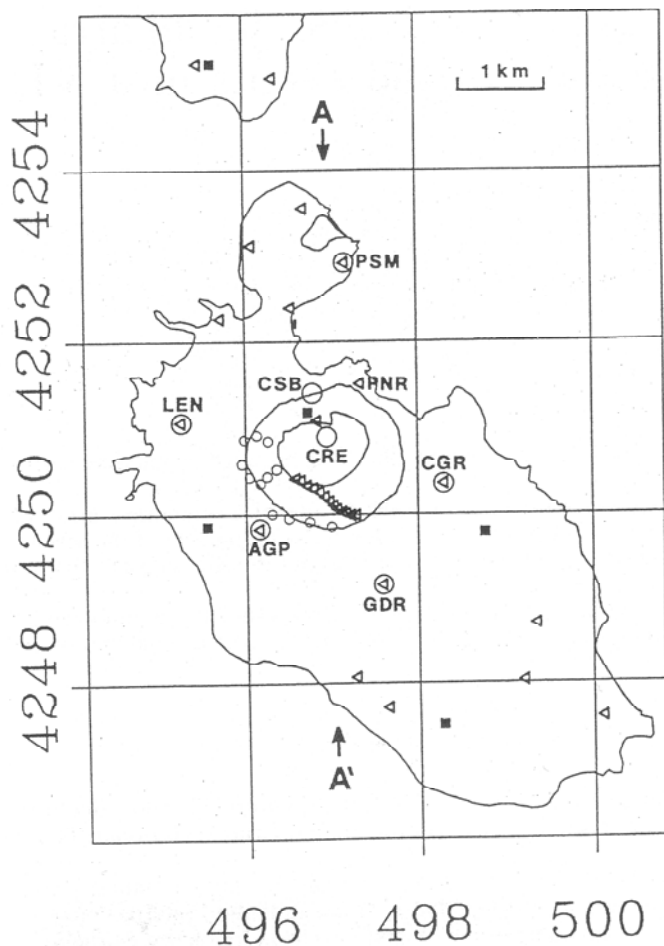 1 km
A
4254
PSM
4252
CSB
PNR
LEN
CRE
CGR
4250
AGP
GDR
4248
A'
496 498 500